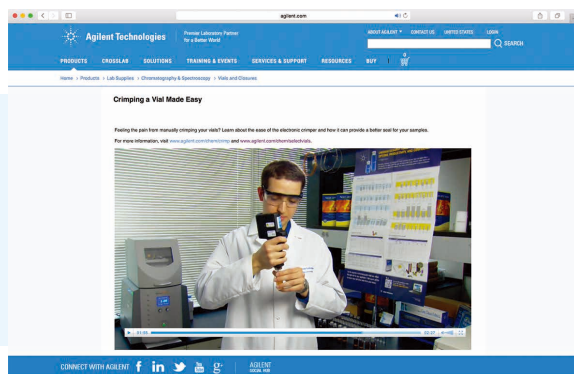 agilent.com
Agilent Technologies
Premier Laboratory Partner
for a Better World
ABOUT AGILENT CONTACT US UNITED STATES LOGIN
SEARCH
PRODUCTS CROSSLAB SOLUTIONS TRAINING & EVENTS SERVICES & SUPPORT RESOURCES BUY 0
Home > Products > Lab Supplies > Chromatography & Spectroscopy > Vials and Closures
Crimping a Vial Made Easy
Feeling the pain from manually crimping your vials? Learn about the ease of the electronic crimper and how it can provide a better seal for your samples.
For more information, visit www.agilent.com/chem/crimp and www.agilent.com/chem/selectvials.
CONNECT WITH AGILENT f in g+ AGILENT
SOCIAL HUB